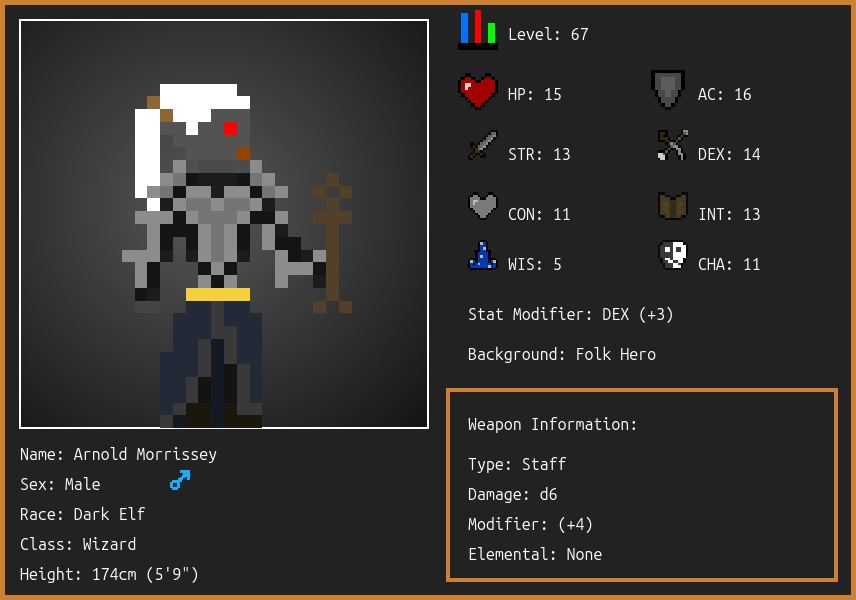 Level: 67
HP: 15
AC: 16
STR: 13
DEX: 14
CON: 11
INT: 13
WIS: 5
CHA: 11
Stat Modifier: DEX (+3)
Background: Folk Hero
Weapon Information:
Type: Staff
Damage: d6
Modifier: (+4)
Elemental: None
Name: Arnold Morrissey
Sex: Male
Race: Dark Elf
Class: Wizard
Height: 174cm (5'9")